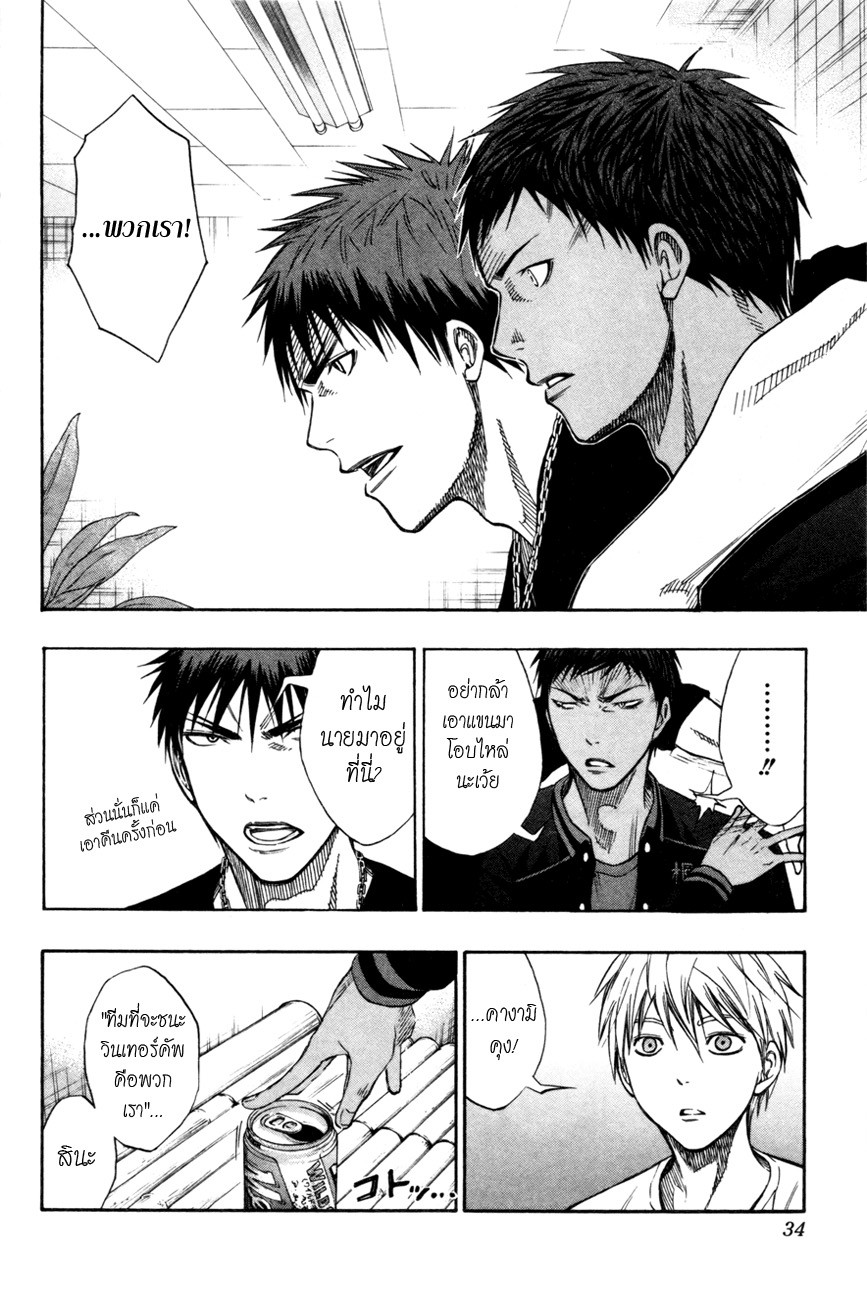 ...พวกเรา!
........!!
อย่ากล้า
เอาแขนมา
โอบไหล่
นะเว้ย
ทำไม
นายมาอยู่
ที่นี่?
ส่วนนั่นก็แค่
เอาคืนครั้งก่อน
...คางามิ
คุง!
"ทีมที่จะชนะ
วินเทอร์คัพ
คือพวก
เรา"...
สินะ
WILD
コトッ...
34